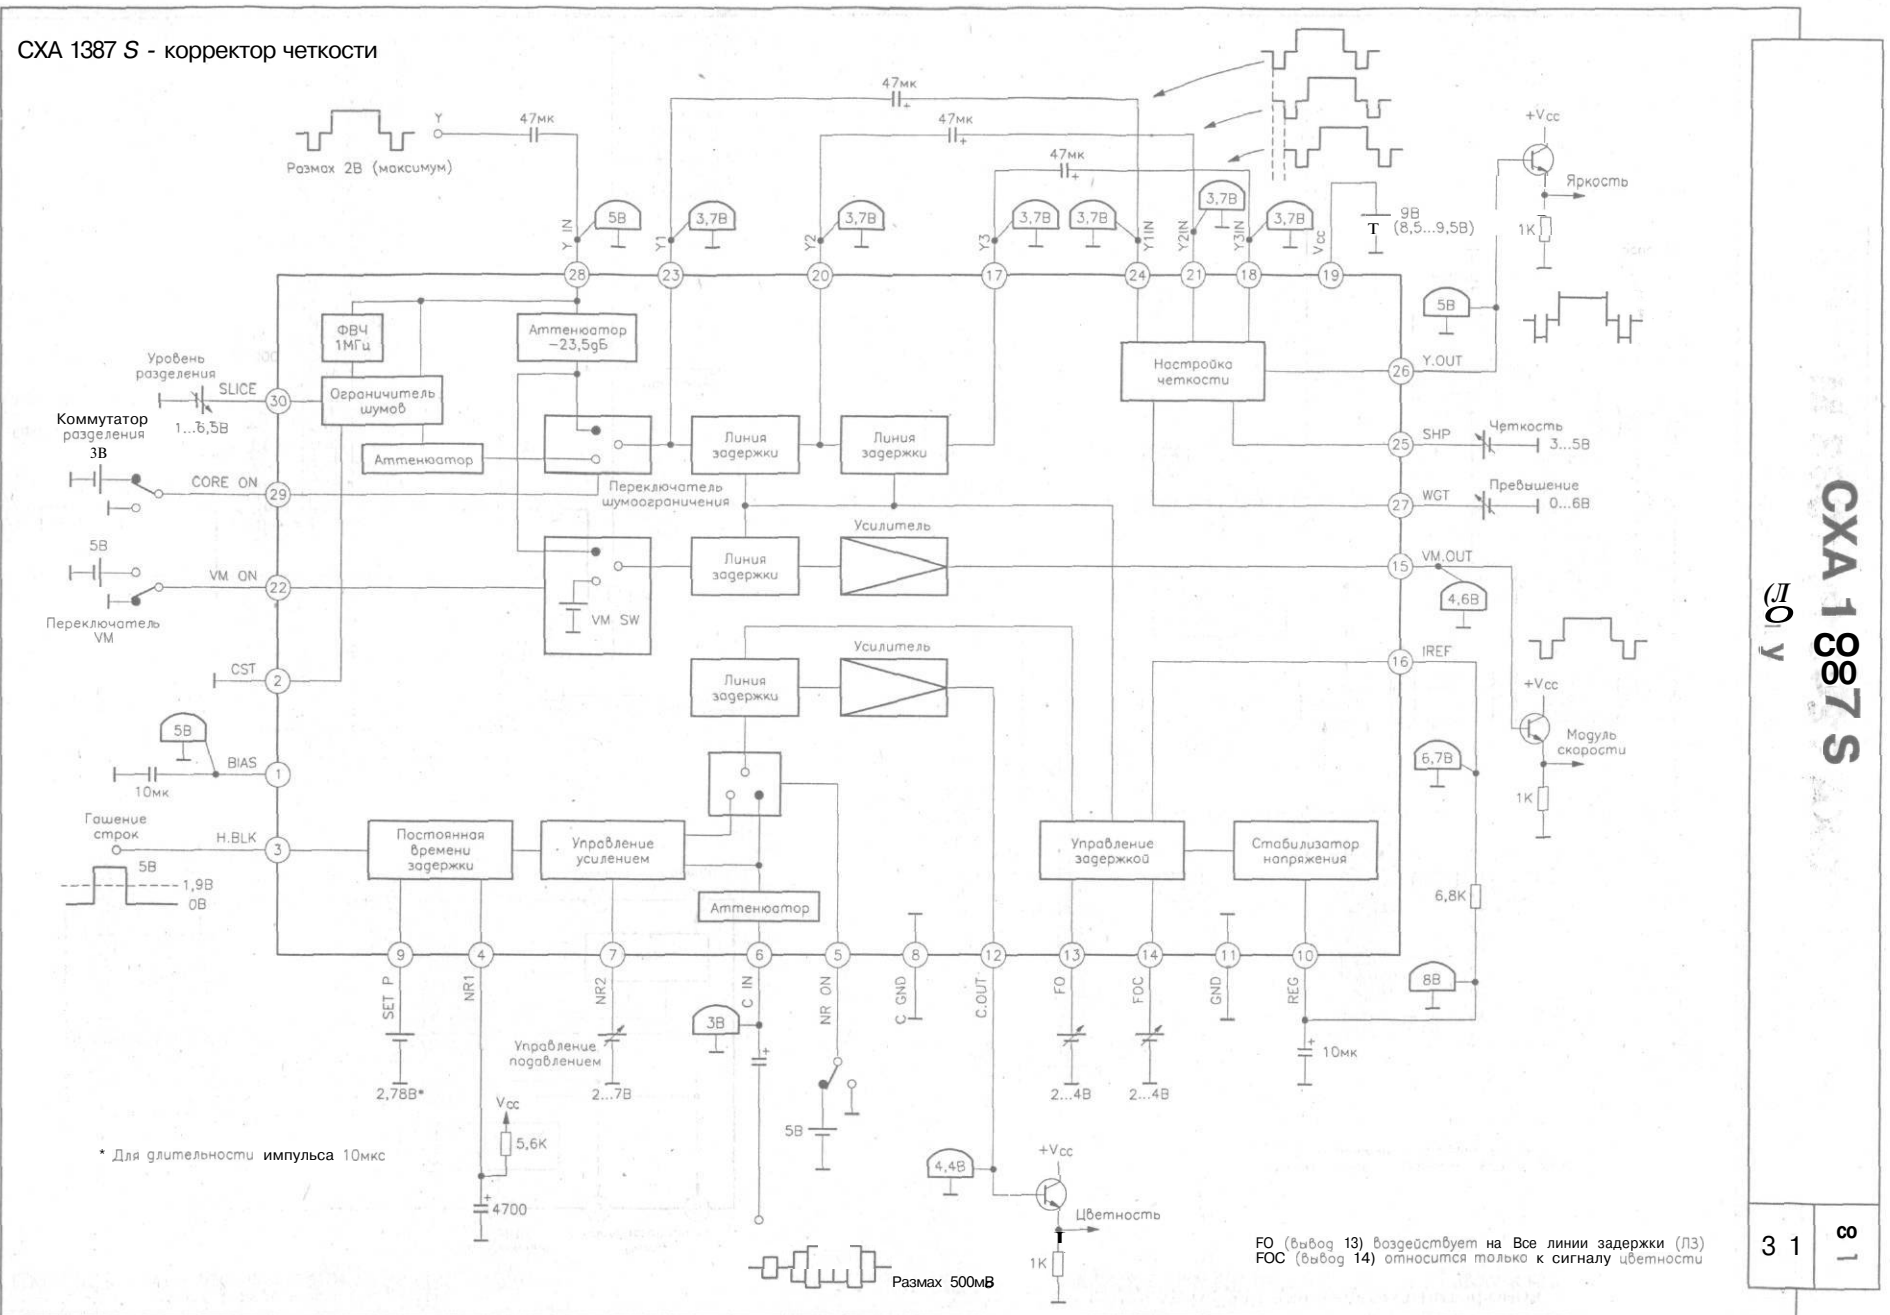 CXA 1387 S - корректор четкости
Y
47мк
Размах 2В (максимум)
47мк
47мк
47мк
+Vcc
Яркость
1К
9В
(8,5...9,5В)
Т
5В
3,7В
3,7В
3,7В
3,7В
3,7В
3,7В
Y IN
Y1
Y2
Y3
Y1IN
Y2IN
Y3IN
Vcc
28
23
20
17
24
21
18
19
5В
ФВЧ
1МГц
Аттенюатор
-23,5дБ
Настройка
четкости
26
Y.OUT
Уровень
разделения
SLICE
30
1...6,5В
Ограничитель
шумов
Аттенюатор
Линия
задержки
Линия
задержки
25
SHP
Четкость
3...5В
Коммутатор
разделения
3В
CORE ON
29
Переключатель
шумоограничения
27
WGT
Превышение
0...6В
5В
VM ON
22
Переключатель
VM
VM SW
Линия
задержки
Усилитель
15
VM.OUT
4,6В
CST
2
Линия
задержки
Усилитель
16
IREF
+Vcc
Модуль
скорости
1К
5В
BIAS
1
10мк
6,7В
Гашение
строк
H.BLK
3
5В
1,9В
0В
Постоянная
времени
задержки
Управление
усилением
Аттенюатор
Управление
задержкой
Стабилизатор
напряжения
6,8К
9
4
7
6
5
8
12
13
14
11
10
SET P
NR1
NR2
C IN
NR ON
C GND
C.OUT
FO
FOC
GND
REG
8В
3В
Управление
подавлением
2,78В*
2...7В
2...4В
2...4В
10мк
Vcc
5,6К
4700
5В
* Для длительности импульса 10мкс
4,4В
+Vcc
Цветность
1К
Размах 500мВ
FO (вывод 13) воздействует на Все линии задержки (ЛЗ)
FOC (вывод 14) относится только к сигналу цветности
CXA 1
CO
00
7 S
3 1
co
1